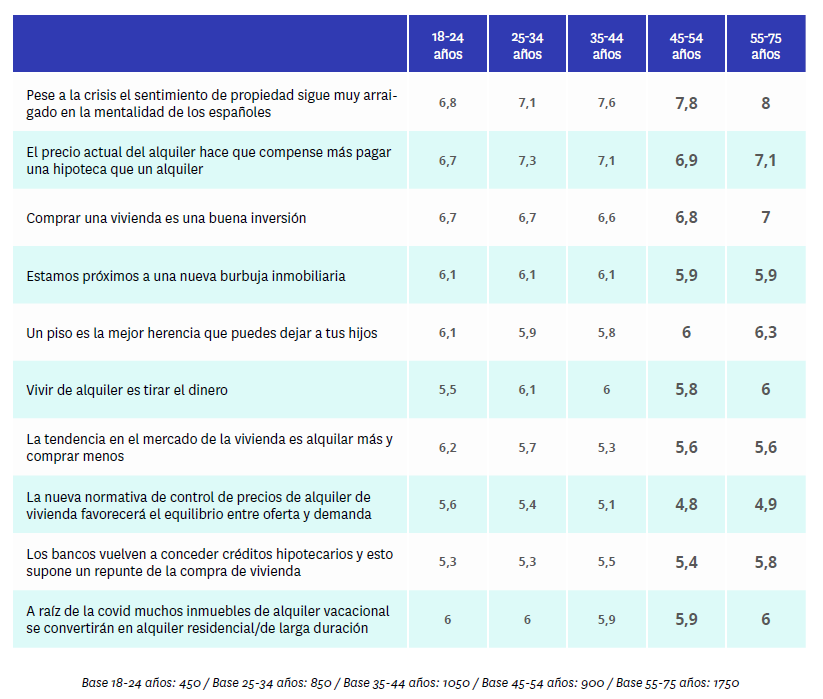 18-24 años 25-34 años 35-44 años 45-54 años 55-75 años
Pese a la crisis el sentimiento de propiedad sigue muy arrai-
gado en la mentalidad de los españoles 6,8 7,1 7,6 7,8 8
El precio actual del alquiler hace que compense más pagar
una hipoteca que un alquiler 6,7 7,3 7,1 6,9 7,1
Comprar una vivienda es una buena inversión 6,7 6,7 6,6 6,8 7
Estamos próximos a una nueva burbuja inmobiliaria 6,1 6,1 6,1 5,9 5,9
Un piso es la mejor herencia que puedes dejar a tus hijos 6,1 5,9 5,8 6 6,3
Vivir de alquiler es tirar el dinero 5,5 6,1 6 5,8 6
La tendencia en el mercado de la vivienda es alquilar más y
comprar menos 6,2 5,7 5,3 5,6 5,6
La nueva normativa de control de precios de alquiler de
vivienda favorecerá el equilibrio entre oferta y demanda 5,6 5,4 5,1 4,8 4,9
Los bancos vuelven a conceder créditos hipotecarios y esto
supone un repunte de la compra de vivienda 5,3 5,3 5,5 5,4 5,8
A raíz de la covid muchos inmuebles de alquiler vacacional
se convertirán en alquiler residencial/de larga duración 6 6 5,9 5,9 6
Base 18-24 años: 450 / Base 25-34 años: 850 / Base 35-44 años: 1050 / Base 45-54 años: 900 / Base 55-75 años: 1750